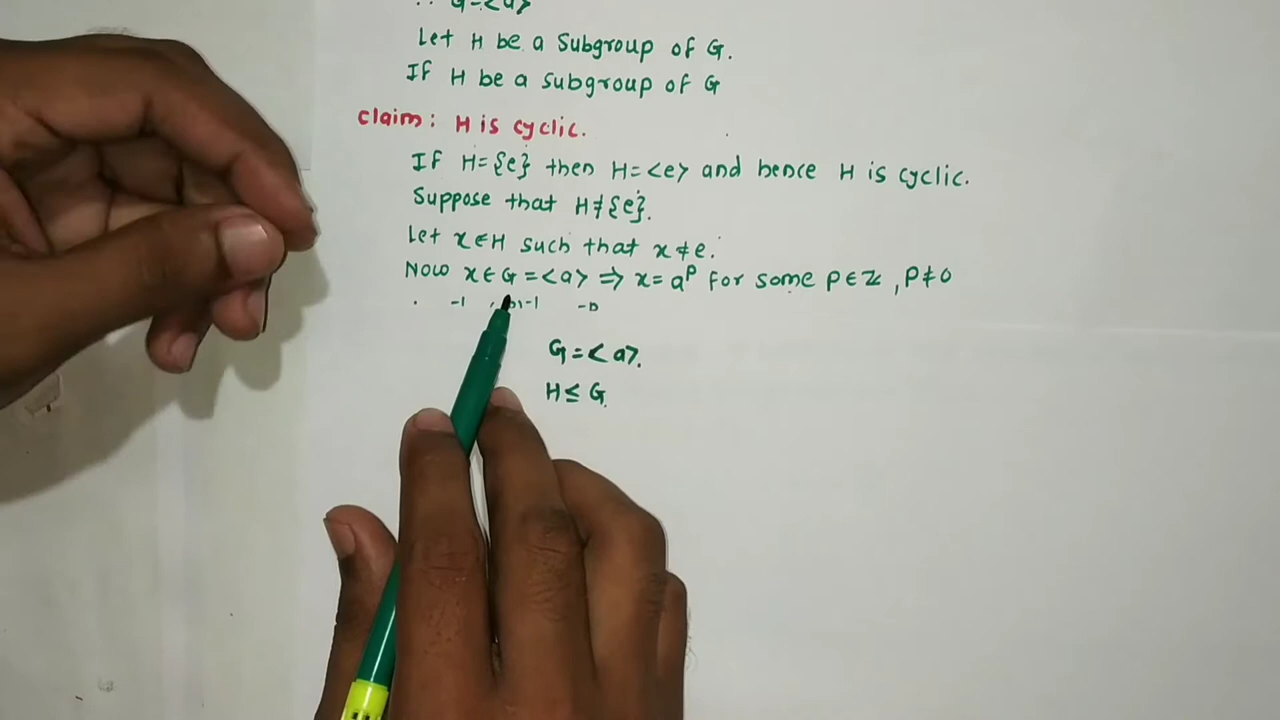 ∴ G=<a>
Let H be a Subgroup of G.
If H be a subgroup of G
claim: H is cyclic.
If H={e} then H=<e> and hence H is cyclic.
Suppose that H≠{e}.
Let x∈H such that x≠e.
Now x∈G=<a> ⇒ x=aᵖ for some p∈ℤ, p≠0
G=<a>.
H≤G.